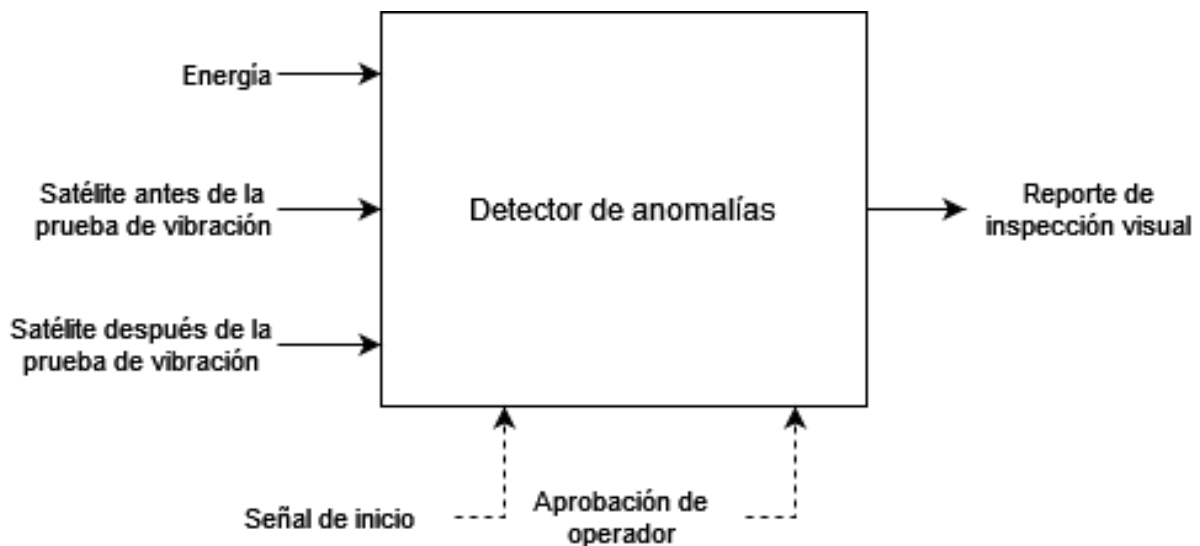 Energía
Satélite antes de la
prueba de vibración
Satélite después de la
prueba de vibración
Detector de anomalías
Reporte de
inspección visual
Señal de inicio
Aprobación de
operador